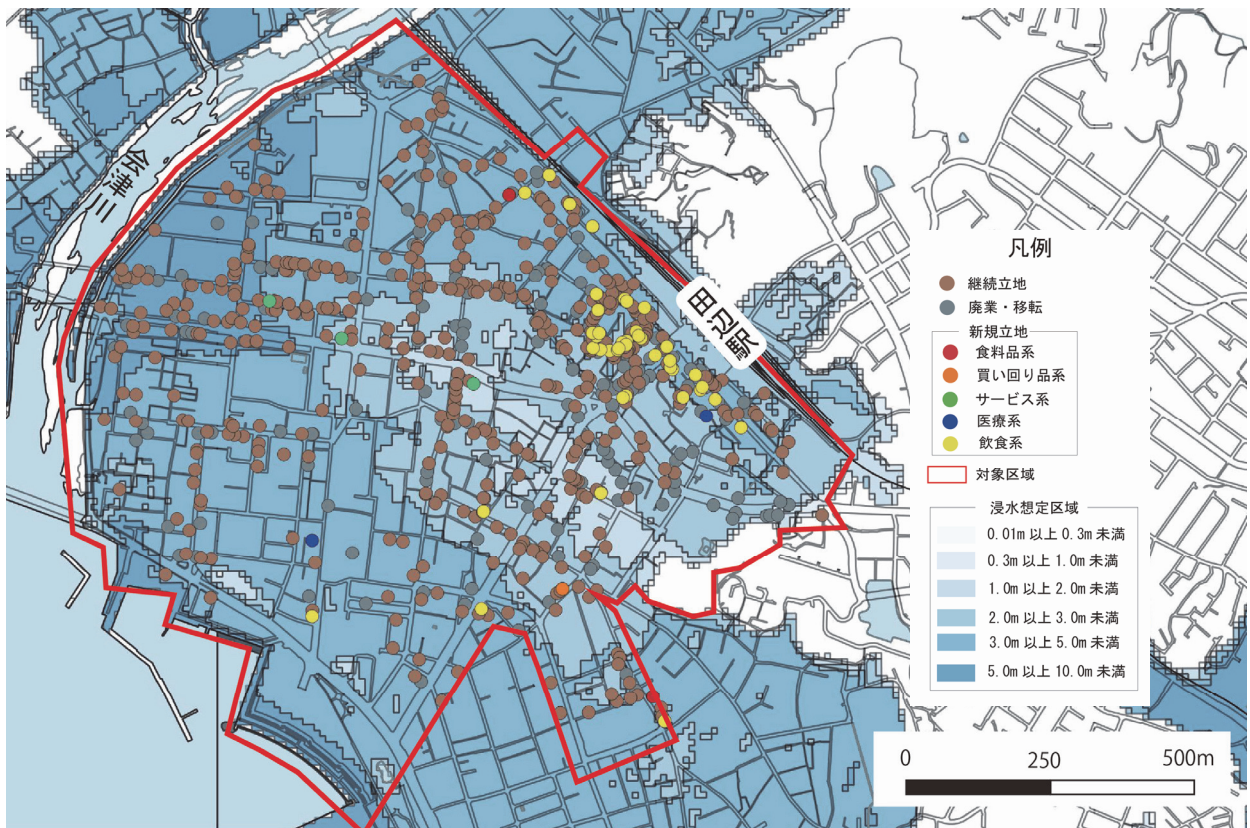 会津川
田辺駅
凡例
継続立地
廃業・移転
新規立地
食料品系
買い回り品系
サービス系
医療系
飲食系
対象区域
浸水想定区域
0.01m 以上 0.3m 未満
0.3m 以上 1.0m 未満
1.0m 以上 2.0m 未満
2.0m 以上 3.0m 未満
3.0m 以上 5.0m 未満
5.0m 以上 10.0m 未満
0 250 500m